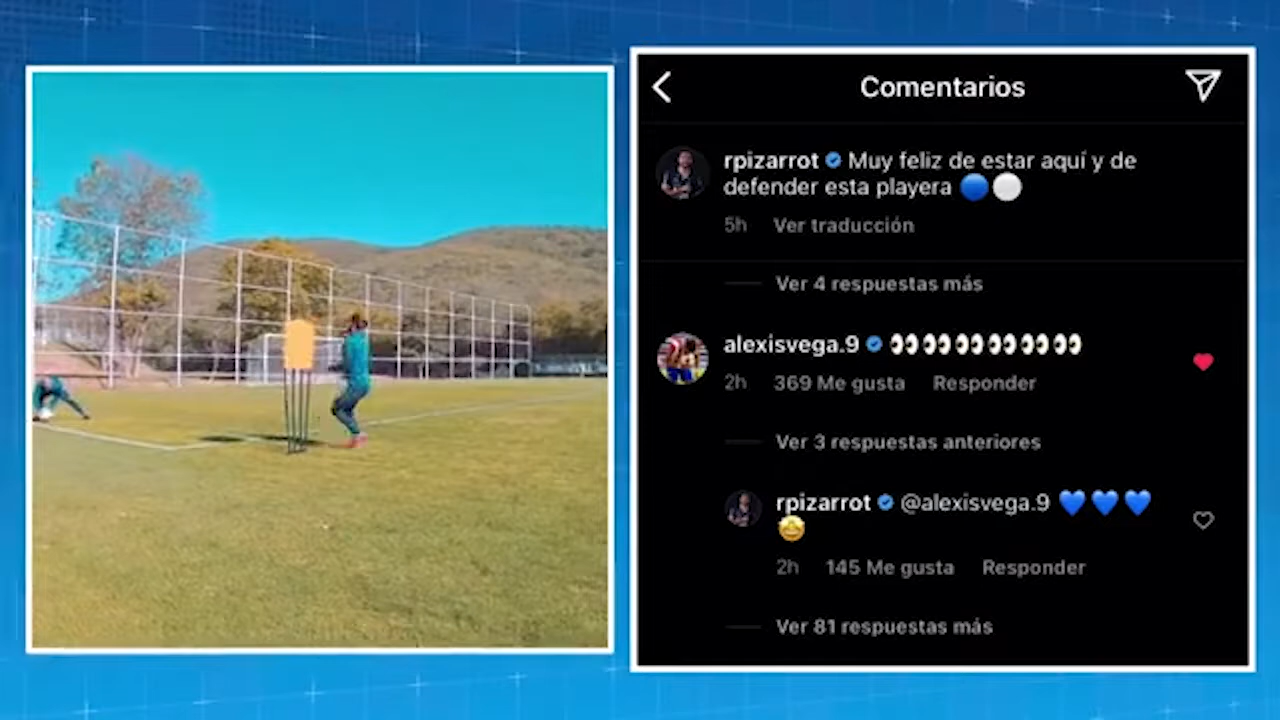 Comentarios
rpizarrot Muy feliz de estar aquí y de
defender esta playera 🔵⚪
5h Ver traducción
Ver 4 respuestas más
alexisvega.9 👀👀👀👀👀👀
2h 369 Me gusta Responder
Ver 3 respuestas anteriores
rpizarrot @alexisvega.9 💙💙💙
🤩
2h 145 Me gusta Responder
Ver 81 respuestas más